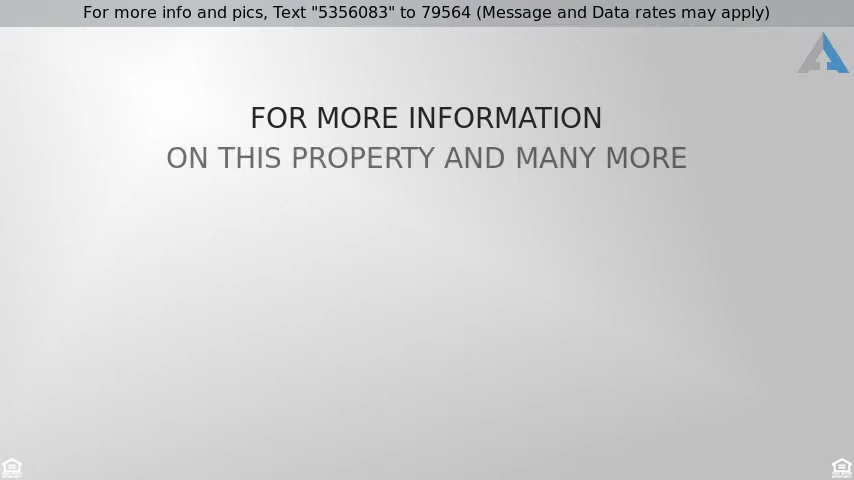 For more info and pics, Text "5356083" to 79564 (Message and Data rates may apply)
FOR MORE INFORMATION
ON THIS PROPERTY AND MANY MORE